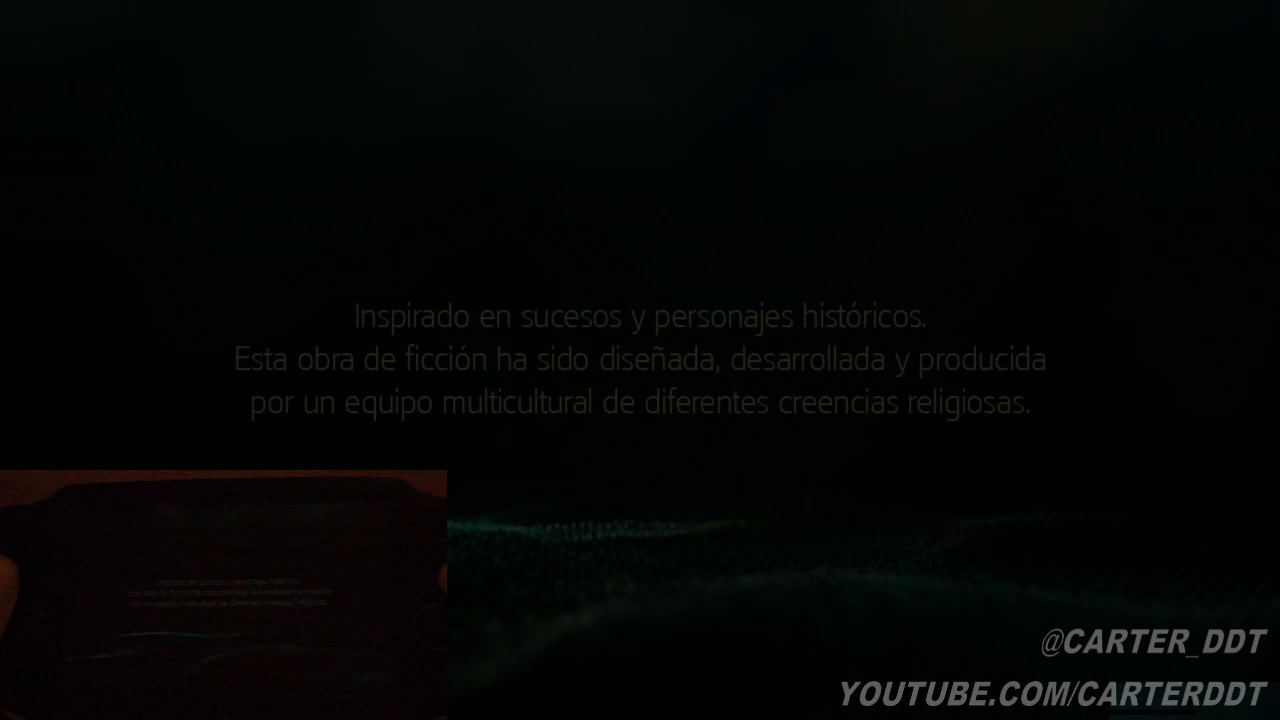 Inspirado en sucesos y personajes históricos.
Esta obra de ficción ha sido diseñada, desarrollada y producida
por un equipo multicultural de diferentes creencias religiosas.
@CARTER_DDT
YOUTUBE.COM/CARTERDDT